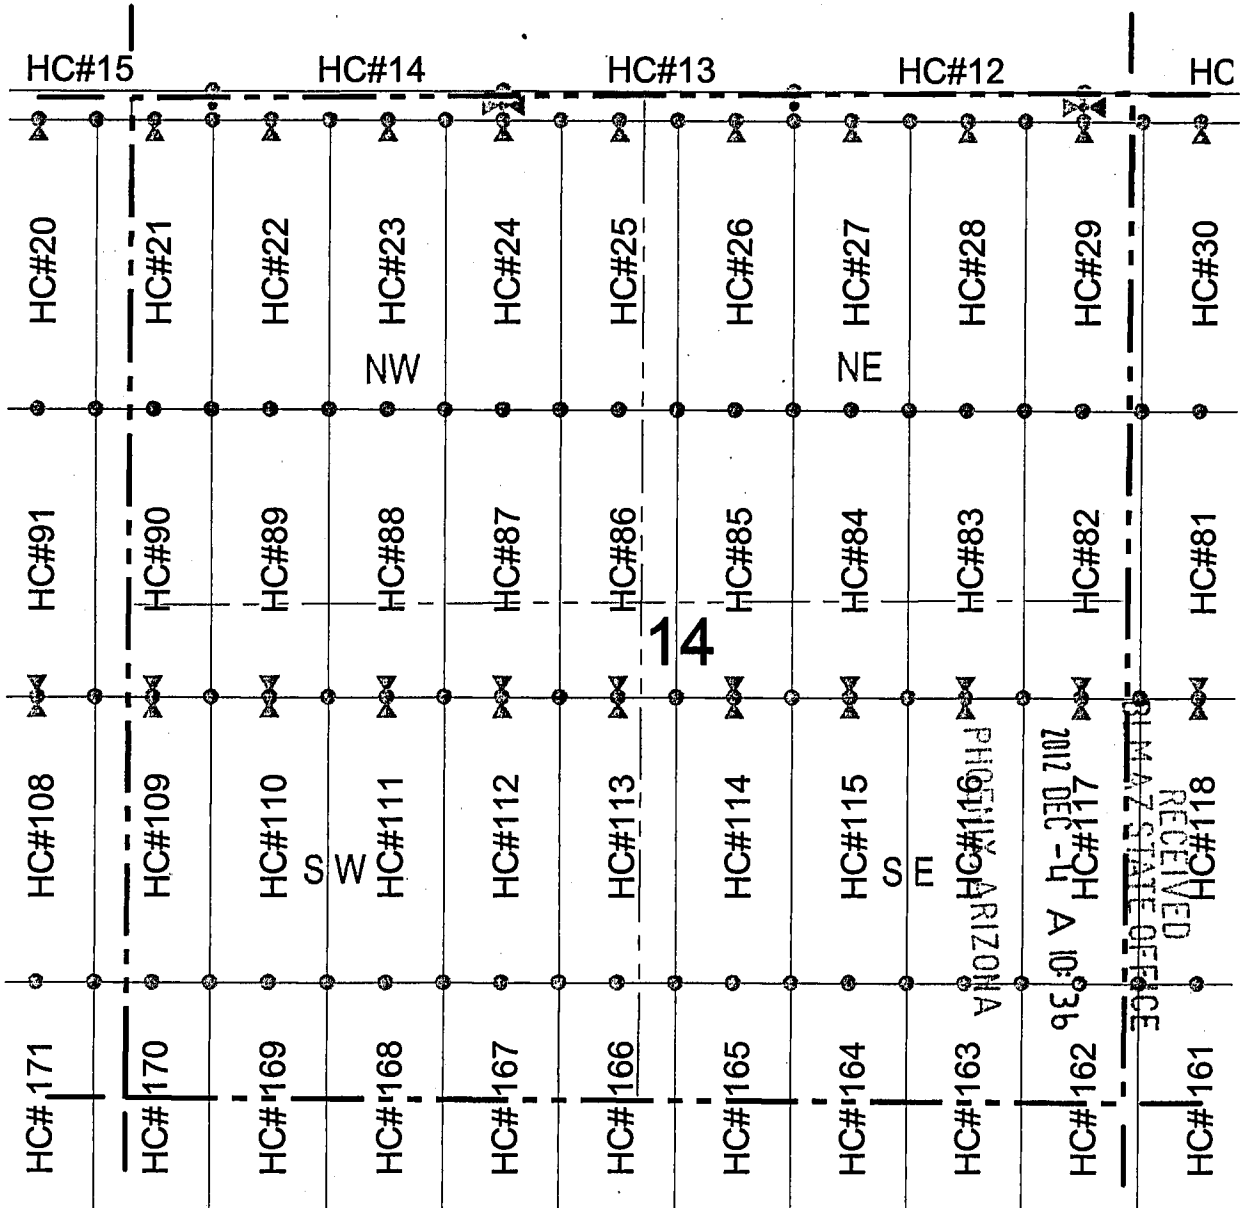 HC#15 HC#14 HC#13 HC#12 HC
HC#20 HC#21 HC#22 HC#23 HC#24 HC#25 HC#26 HC#27 HC#28 HC#29 HC#30
NW NE
HC#91 HC#90 HC#89 HC#88 HC#87 HC#86 HC#85 HC#84 HC#83 HC#82 HC#81
14
HC#108 HC#109 HC#110 HC#111 HC#112 HC#113 HC#114 HC#115 HC#116 HC#117 HC#118
SW SE
RECEIVED
BLM AZ STATE OFFICE
2012 DEC -4 A 10:36
PHOENIX, ARIZONA
HC#171 HC#170 HC#169 HC#168 HC#167 HC#166 HC#165 HC#164 HC#163 HC#162 HC#161